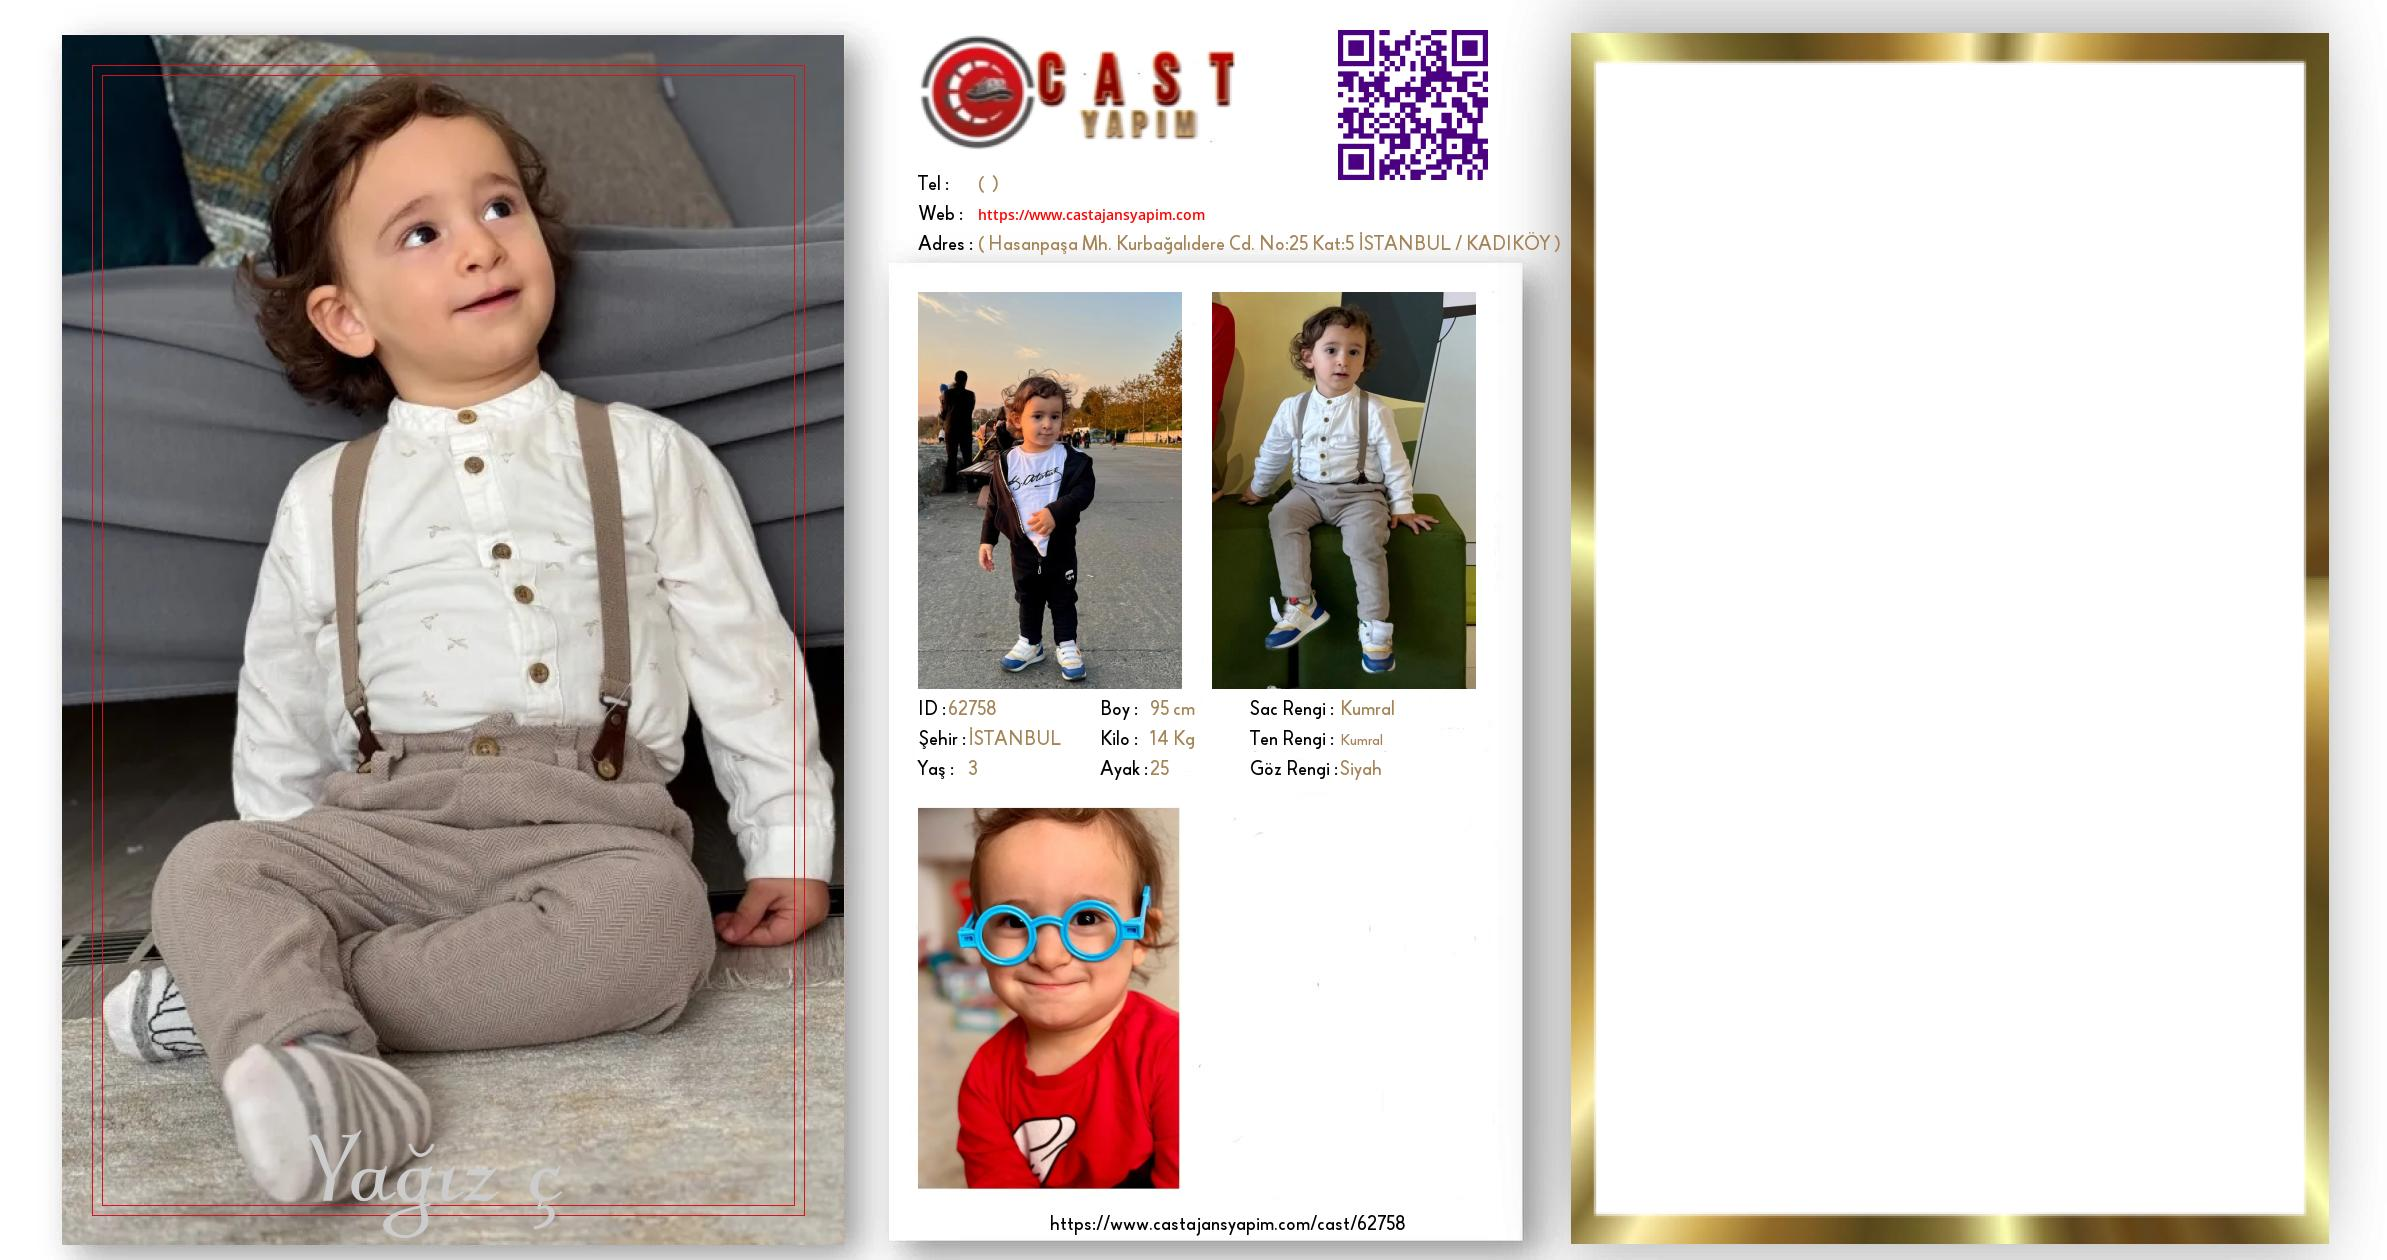 Yağız ç
CAST
YAPIM
Tel : ( )
Web : https://www.castajansyapim.com
Adres : ( Hasanpaşa Mh. Kurbağalıdere Cd. No:25 Kat:5 İSTANBUL / KADIKÖY )
ID : 62758 Boy : 95 cm Sac Rengi : Kumral
Şehir : İSTANBUL Kilo : 14 Kg Ten Rengi : Kumral
Yaş : 3 Ayak : 25 Göz Rengi : Siyah
https://www.castajansyapim.com/cast/62758